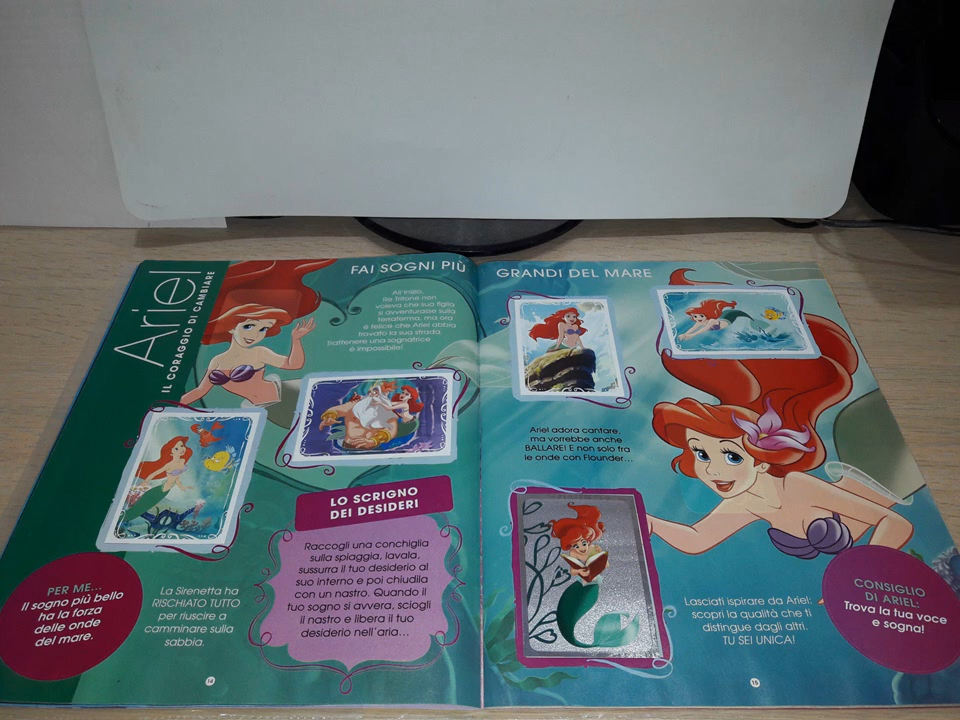 Ariel
IL CORAGGIO DI CAMBIARE
FAI SOGNI PIÙ
All'inizio,
Re Tritone non
voleva che sua figlia
si avventurasse sulla
terraferma, ma ora
è felice che Ariel abbia
trovato la sua strada.
Trattenere una sognatrice
è impossibile!
LO SCRIGNO
DEI DESIDERI
Raccogli una conchiglia
sulla spiaggia, lavala,
sussurra il tuo desiderio al
suo interno e poi chiudila
con un nastro. Quando il
tuo sogno si avvera, sciogli
il nastro e libera il tuo
desiderio nell'aria...
PER ME...
Il sogno più bello
ha la forza
delle onde
del mare.
La Sirenetta ha
RISCHIATO TUTTO
per riuscire a
camminare sulla
sabbia.
14
GRANDI DEL MARE
Ariel adora cantare,
ma vorrebbe anche
BALLARE! E non solo fra
le onde con Flounder...
Lasciati ispirare da Ariel:
scopri la qualità che ti
distingue dagli altri.
TU SEI UNICA!
CONSIGLIO
DI ARIEL:
Trova la tua voce
e sogna!
15